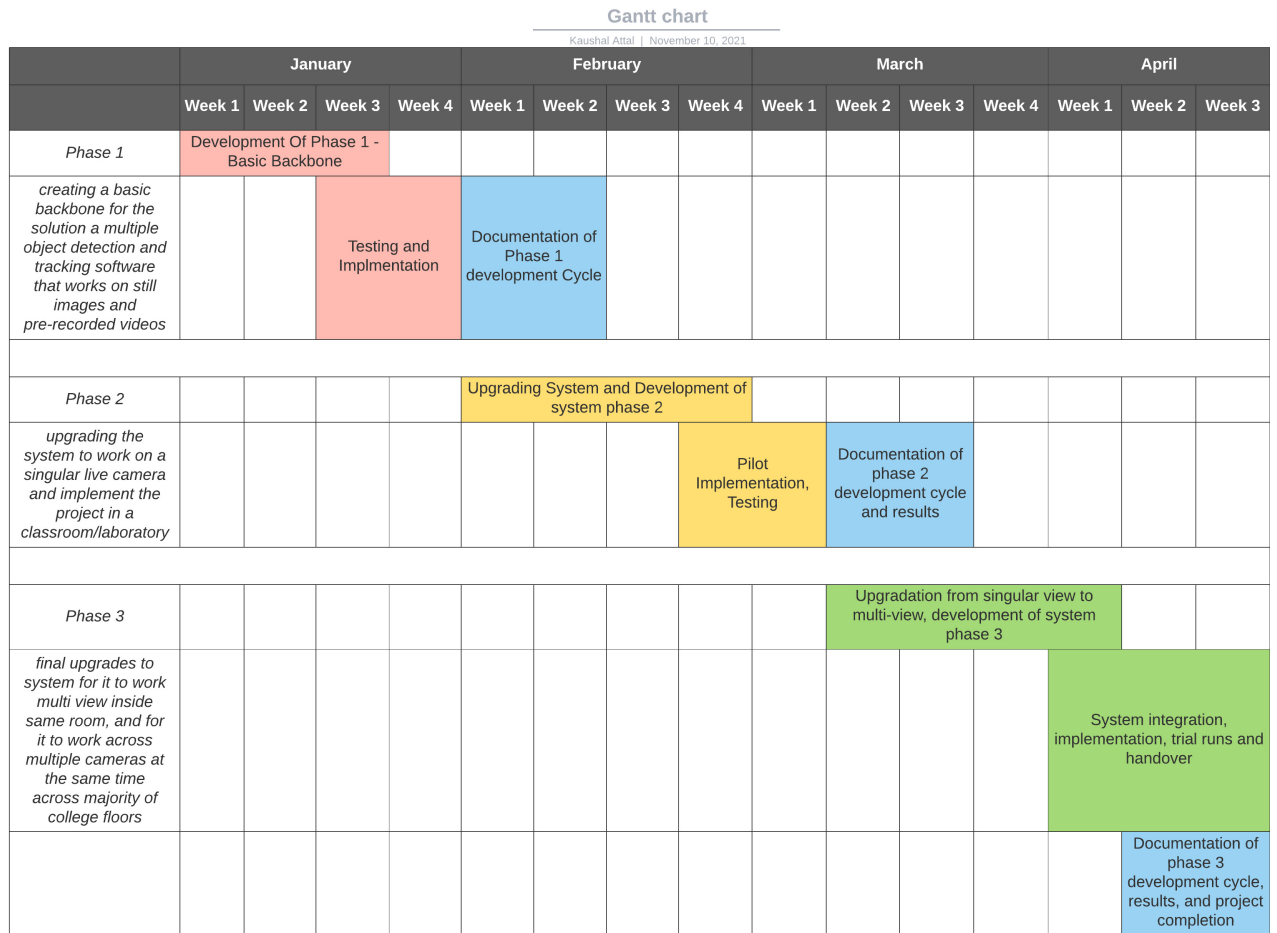 Gantt chart
Kaushal Attal | November 10, 2021
January February March April
Week 1 Week 2 Week 3 Week 4 Week 1 Week 2 Week 3 Week 4 Week 1 Week 2 Week 3 Week 4 Week 1 Week 2 Week 3
Phase 1
Development Of Phase 1 -
Basic Backbone
creating a basic
backbone for the
solution a multiple
object detection and
tracking software
that works on still
images and
pre-recorded videos
Testing and
Implmentation
Documentation of
Phase 1
development Cycle
Phase 2
Upgrading System and Development of
system phase 2
upgrading the
system to work on a
singular live camera
and implement the
project in a
classroom/laboratory
Pilot
Implementation,
Testing
Documentation of
phase 2
development cycle
and results
Phase 3
Upgradation from singular view to
multi-view, development of system
phase 3
final upgrades to
system for it to work
multi view inside
same room, and for
it to work across
multiple cameras at
the same time
across majority of
college floors
System integration,
implementation, trial runs and
handover
Documentation of
phase 3
development cycle,
results, and project
completion